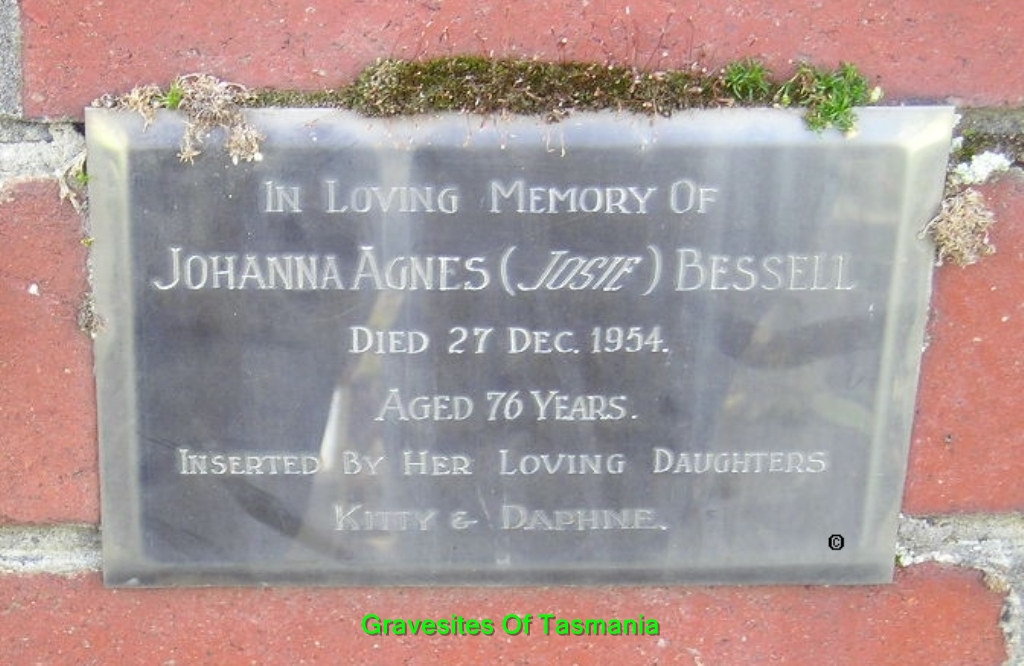 In Loving Memory Of
Johanna Agnes (Josie) Bessell
Died 27 Dec. 1954.
Aged 76 Years.
Inserted By Her Loving Daughters
Kitty & Daphne.
©
Gravesites Of Tasmania